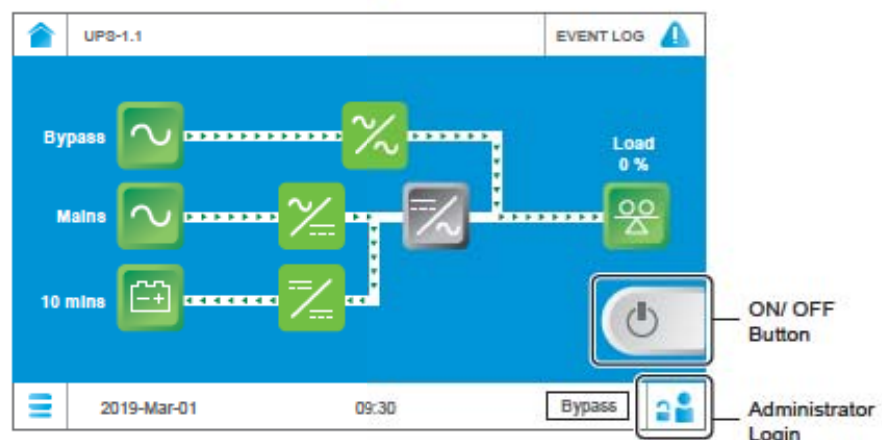 UPS-1.1
EVENT LOG
Bypass
Load
0 %
Mains
10 mins
ON/ OFF
Button
2019-Mar-01
09:30
Bypass
Administrator
Login